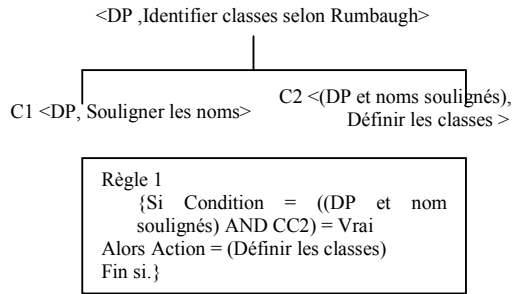 <DP ,Identifier classes selon Rumbaugh>
C1 <DP, Souligner les noms>
C2 <(DP et noms soulignés),
Définir les classes >
Règle 1
{Si Condition = ((DP et nom
soulignés) AND CC2) = Vrai
Alors Action = (Définir les classes)
Fin si.}